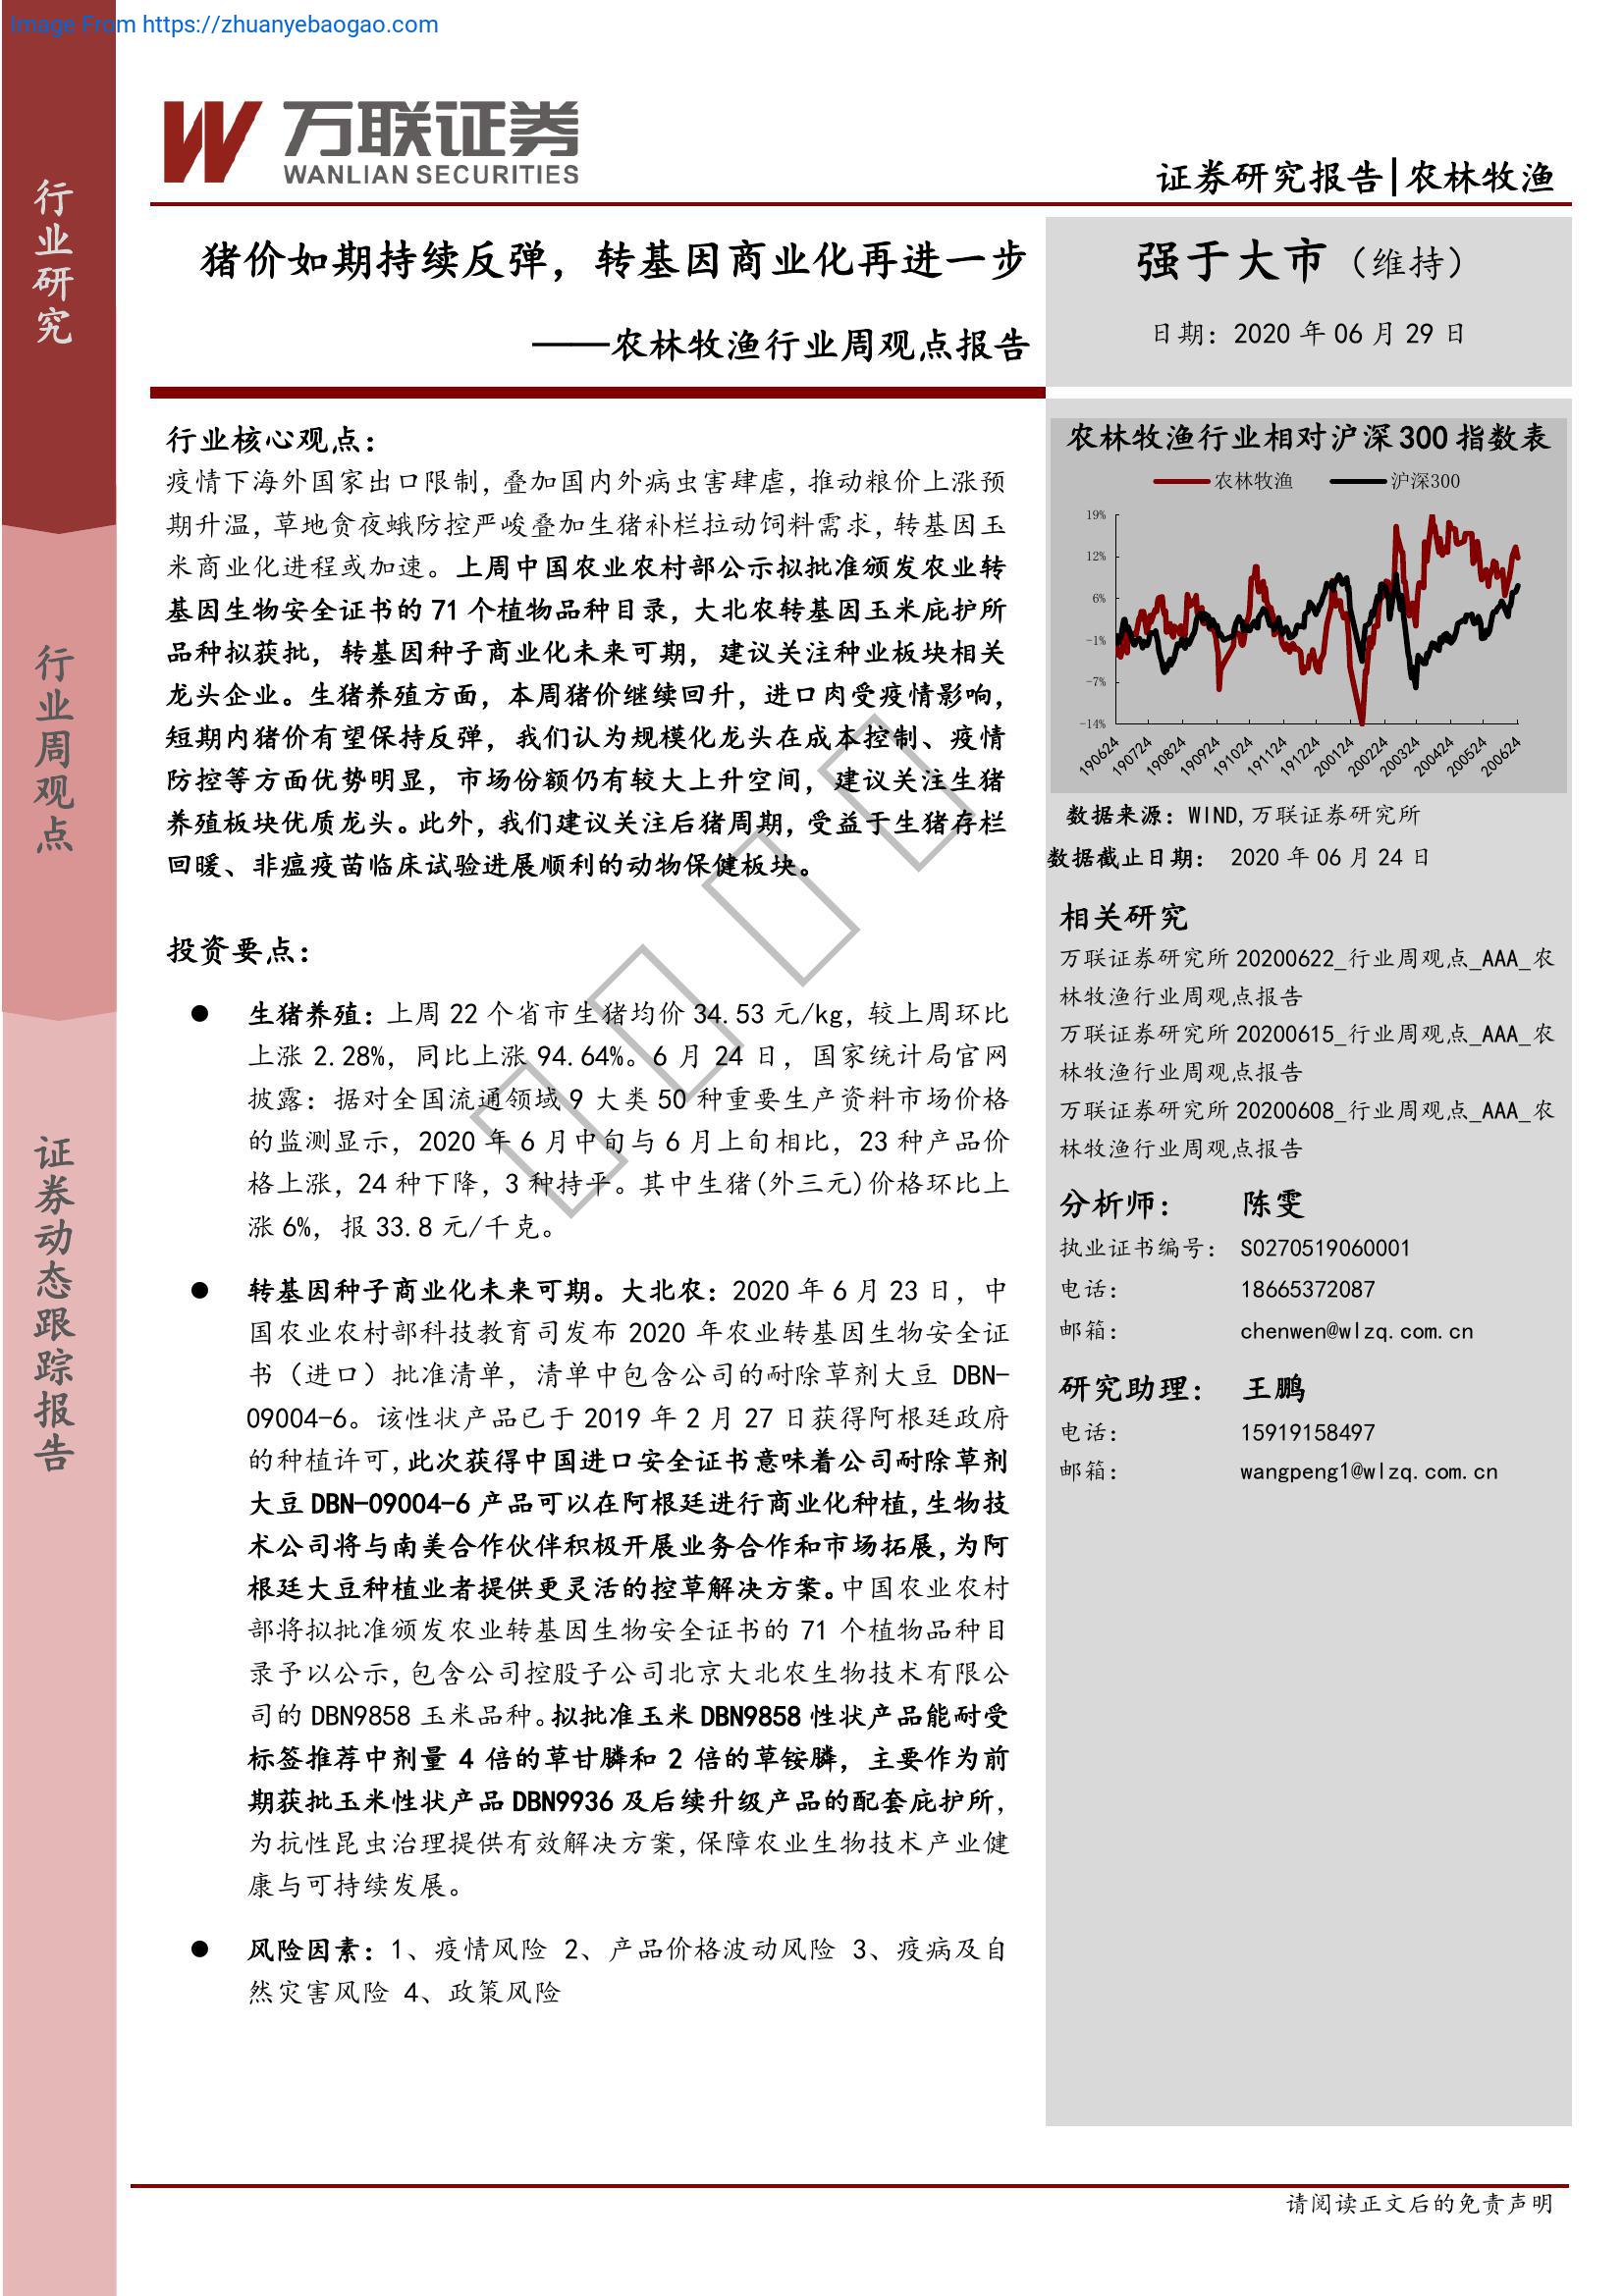 Image From https://zhuanyebaogao.com
行业研究
行业周观点
证券动态跟踪报告
万联证券
WANLIAN SECURITIES
证券研究报告|农林牧渔
猪价如期持续反弹，转基因商业化再进一步
——农林牧渔行业周观点报告
强于大市（维持）
日期：2020 年 06 月 29 日
行业核心观点：
疫情下海外国家出口限制，叠加国内外病虫害肆虐，推动粮价上涨预
期升温，草地贪夜蛾防控严峻叠加生猪补栏拉动饲料需求，转基因玉
米商业化进程或加速。上周中国农业农村部公示拟批准颁发农业转
基因生物安全证书的 71 个植物品种目录，大北农转基因玉米庇护所
品种拟获批，转基因种子商业化未来可期，建议关注种业板块相关
龙头企业。生猪养殖方面，本周猪价继续回升，进口肉受疫情影响，
短期内猪价有望保持反弹，我们认为规模化龙头在成本控制、疫情
防控等方面优势明显，市场份额仍有较大上升空间，建议关注生猪
养殖板块优质龙头。此外，我们建议关注后猪周期，受益于生猪存栏
回暖、非瘟疫苗临床试验进展顺利的动物保健板块。
投资要点：
● 生猪养殖：上周 22 个省市生猪均价 34.53 元/kg，较上周环比
上涨 2.28%，同比上涨 94.64%。6 月 24 日，国家统计局官网
披露：据对全国流通领域 9 大类 50 种重要生产资料市场价格
的监测显示，2020 年 6 月中旬与 6 月上旬相比，23 种产品价
格上涨，24 种下降，3 种持平。其中生猪(外三元)价格环比上
涨 6%，报 33.8 元/千克。
● 转基因种子商业化未来可期。大北农：2020 年 6 月 23 日，中
国农业农村部科技教育司发布 2020 年农业转基因生物安全证
书（进口）批准清单，清单中包含公司的耐除草剂大豆 DBN-
09004-6。该性状产品已于 2019 年 2 月 27 日获得阿根廷政府
的种植许可，此次获得中国进口安全证书意味着公司耐除草剂
大豆 DBN-09004-6 产品可以在阿根廷进行商业化种植，生物技
术公司将与南美合作伙伴积极开展业务合作和市场拓展，为阿
根廷大豆种植业者提供更灵活的控草解决方案。中国农业农村
部将拟批准颁发农业转基因生物安全证书的 71 个植物品种目
录予以公示，包含公司控股子公司北京大北农生物技术有限公
司的 DBN9858 玉米品种。拟批准玉米 DBN9858 性状产品能耐受
标签推荐中剂量 4 倍的草甘膦和 2 倍的草铵膦，主要作为前
期获批玉米性状产品 DBN9936 及后续升级产品的配套庇护所，
为抗性昆虫治理提供有效解决方案，保障农业生物技术产业健
康与可持续发展。
● 风险因素：1、疫情风险 2、产品价格波动风险 3、疫病及自
然灾害风险 4、政策风险
农林牧渔行业相对沪深 300 指数表
农林牧渔 沪深300
19%
12%
6%
-1%
-7%
-14%
190624 190724 190824 190924 191024 191124 191224 200124 200224 200324 200424 200524 200624
数据来源：WIND,万联证券研究所
数据截止日期： 2020 年 06 月 24 日
相关研究
万联证券研究所 20200622_行业周观点_AAA_农
林牧渔行业周观点报告
万联证券研究所 20200615_行业周观点_AAA_农
林牧渔行业周观点报告
万联证券研究所 20200608_行业周观点_AAA_农
林牧渔行业周观点报告
分析师： 陈雯
执业证书编号： S0270519060001
电话： 18665372087
邮箱： chenwen@wlzq.com.cn
研究助理： 王鹏
电话： 15919158497
邮箱： wangpeng1@wlzq.com.cn
请阅读正文后的免责声明